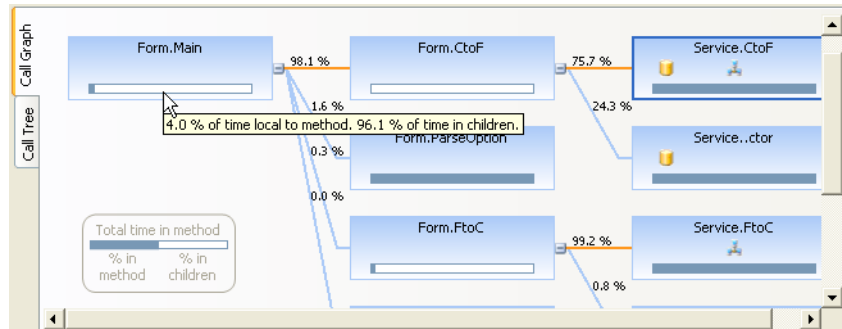 Call Graph
Call Tree
Form.Main
98.1 %
Form.CtoF
75.7 %
Service.CtoF
1.6 %
24.3 %
4.0 % of time local to method. 96.1 % of time in children.
0.3 %
Form.ParseOption
Service..ctor
0.0 %
Total time in method
% in
method
% in
children
Form.FtoC
99.2 %
Service.FtoC
0.8 %